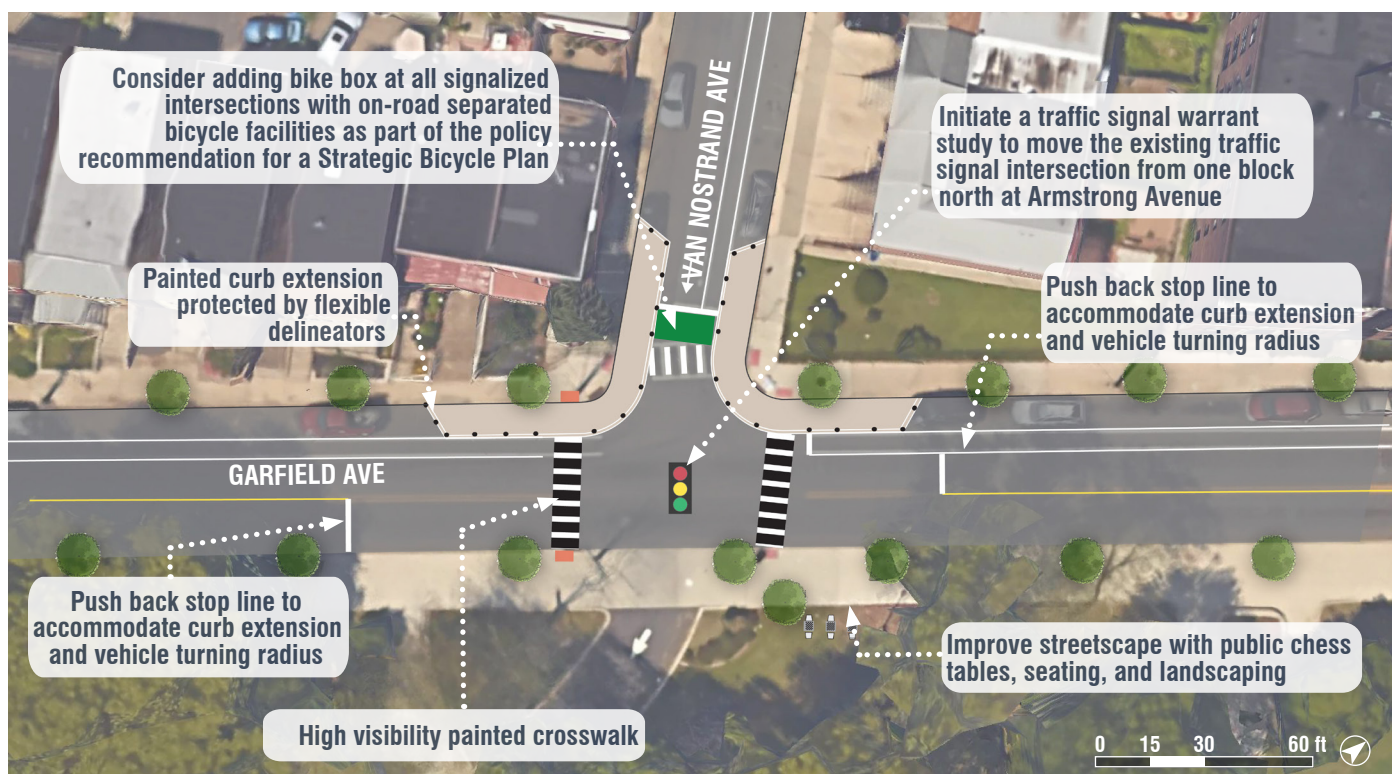 Consider adding bike box at all signalized
intersections with on-road separated
bicycle facilities as part of the policy
recommendation for a Strategic Bicycle Plan
VAN NOSTRAND AVE
Initiate a traffic signal warrant
study to move the existing traffic
signal intersection from one block
north at Armstrong Avenue
Painted curb extension
protected by flexible
delineators
Push back stop line to
accommodate curb extension
and vehicle turning radius
GARFIELD AVE
Push back stop line to
accommodate curb extension
and vehicle turning radius
Improve streetscape with public chess
tables, seating, and landscaping
High visibility painted crosswalk
0 15 30 60 ft